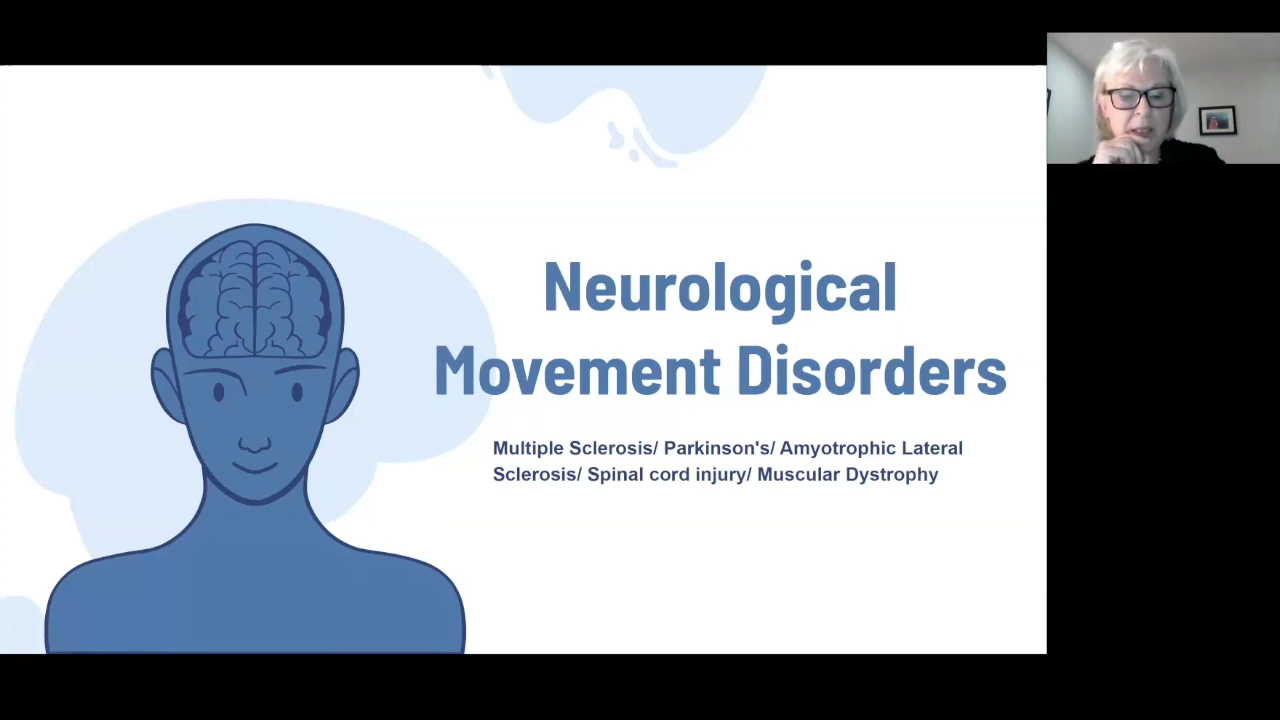 Neurological
Movement Disorders
Multiple Sclerosis/ Parkinson's/ Amyotrophic Lateral
Sclerosis/ Spinal cord injury/ Muscular Dystrophy